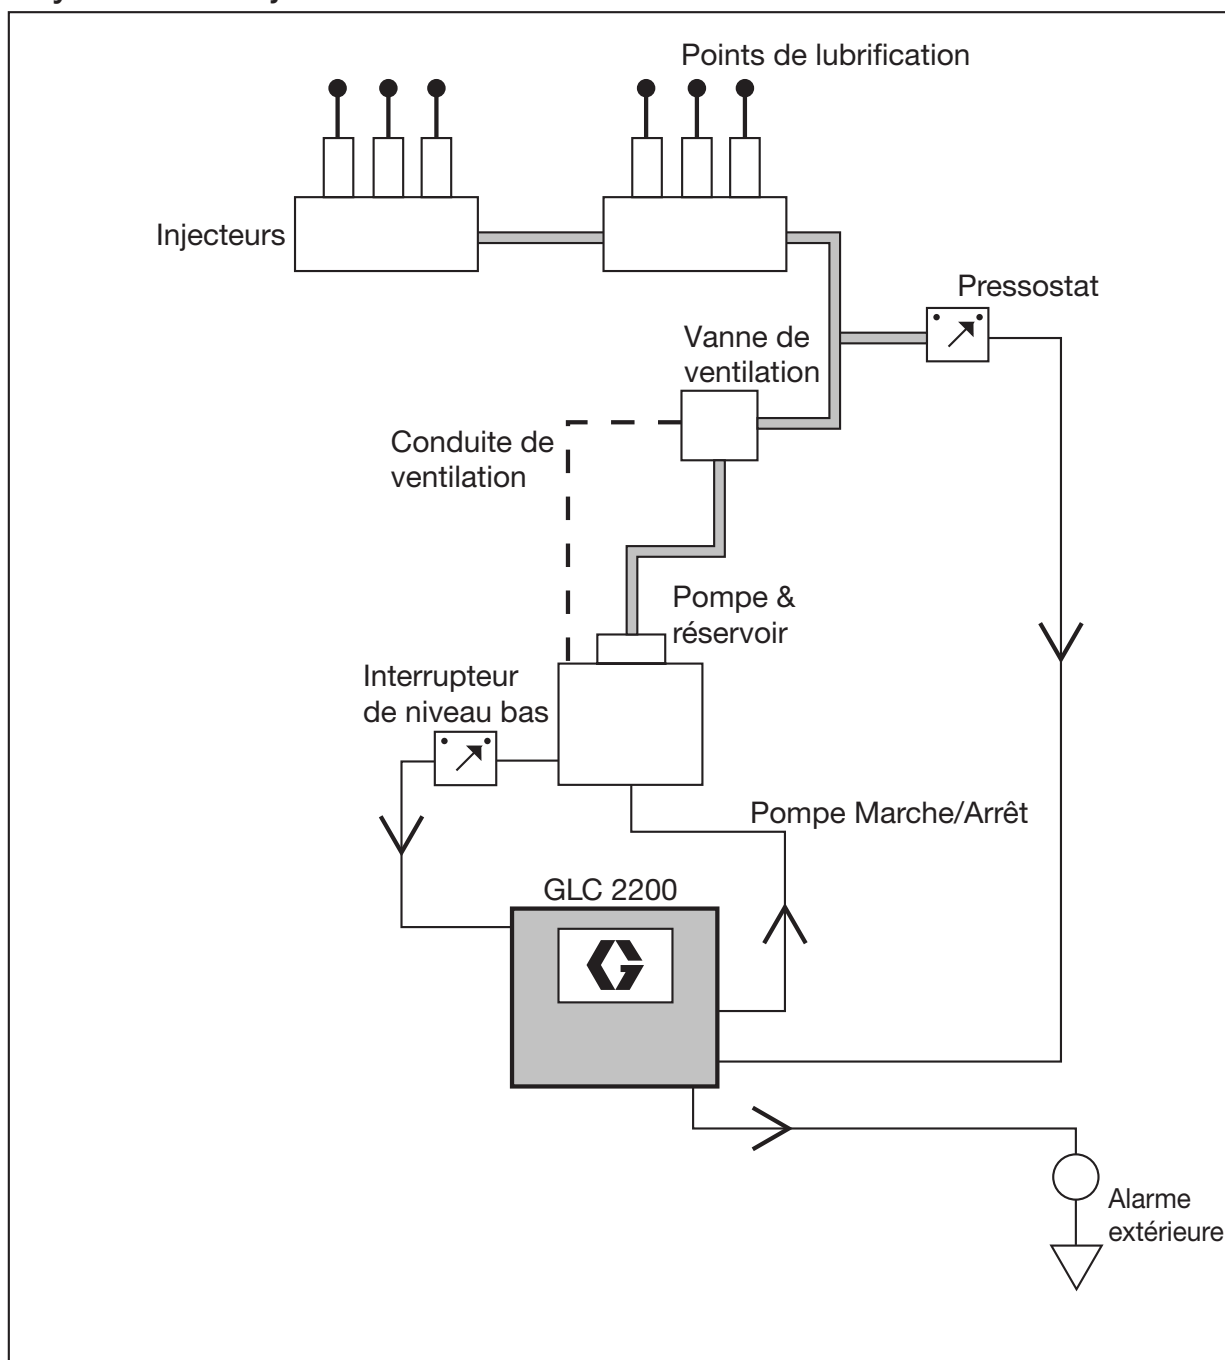 Points de lubrification
Injecteurs
Pressostat
Vanne de
ventilation
Conduite de
ventilation
Pompe &
réservoir
Interrupteur
de niveau bas
Pompe Marche/Arrêt
GLC 2200
Alarme
extérieure